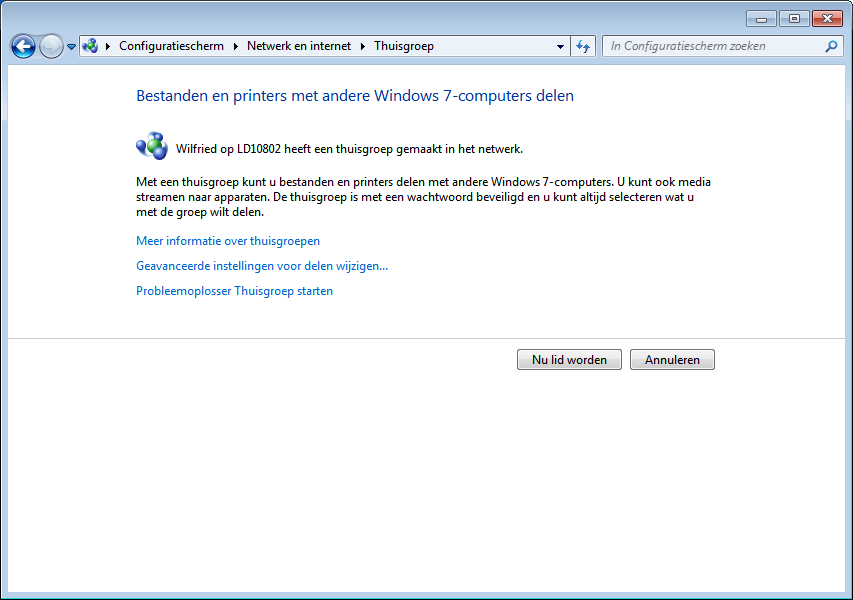 Configuratiescherm Netwerk en internet Thuisgroep In Configuratiescherm zoeken
Bestanden en printers met andere Windows 7-computers delen
Wilfried op LD10802 heeft een thuisgroep gemaakt in het netwerk.
Met een thuisgroep kunt u bestanden en printers delen met andere Windows 7-computers. U kunt ook media
streamen naar apparaten. De thuisgroep is met een wachtwoord beveiligd en u kunt altijd selecteren wat u
met de groep wilt delen.
Meer informatie over thuisgroepen
Geavanceerde instellingen voor delen wijzigen...
Probleemoplosser Thuisgroep starten
Nu lid worden Annuleren